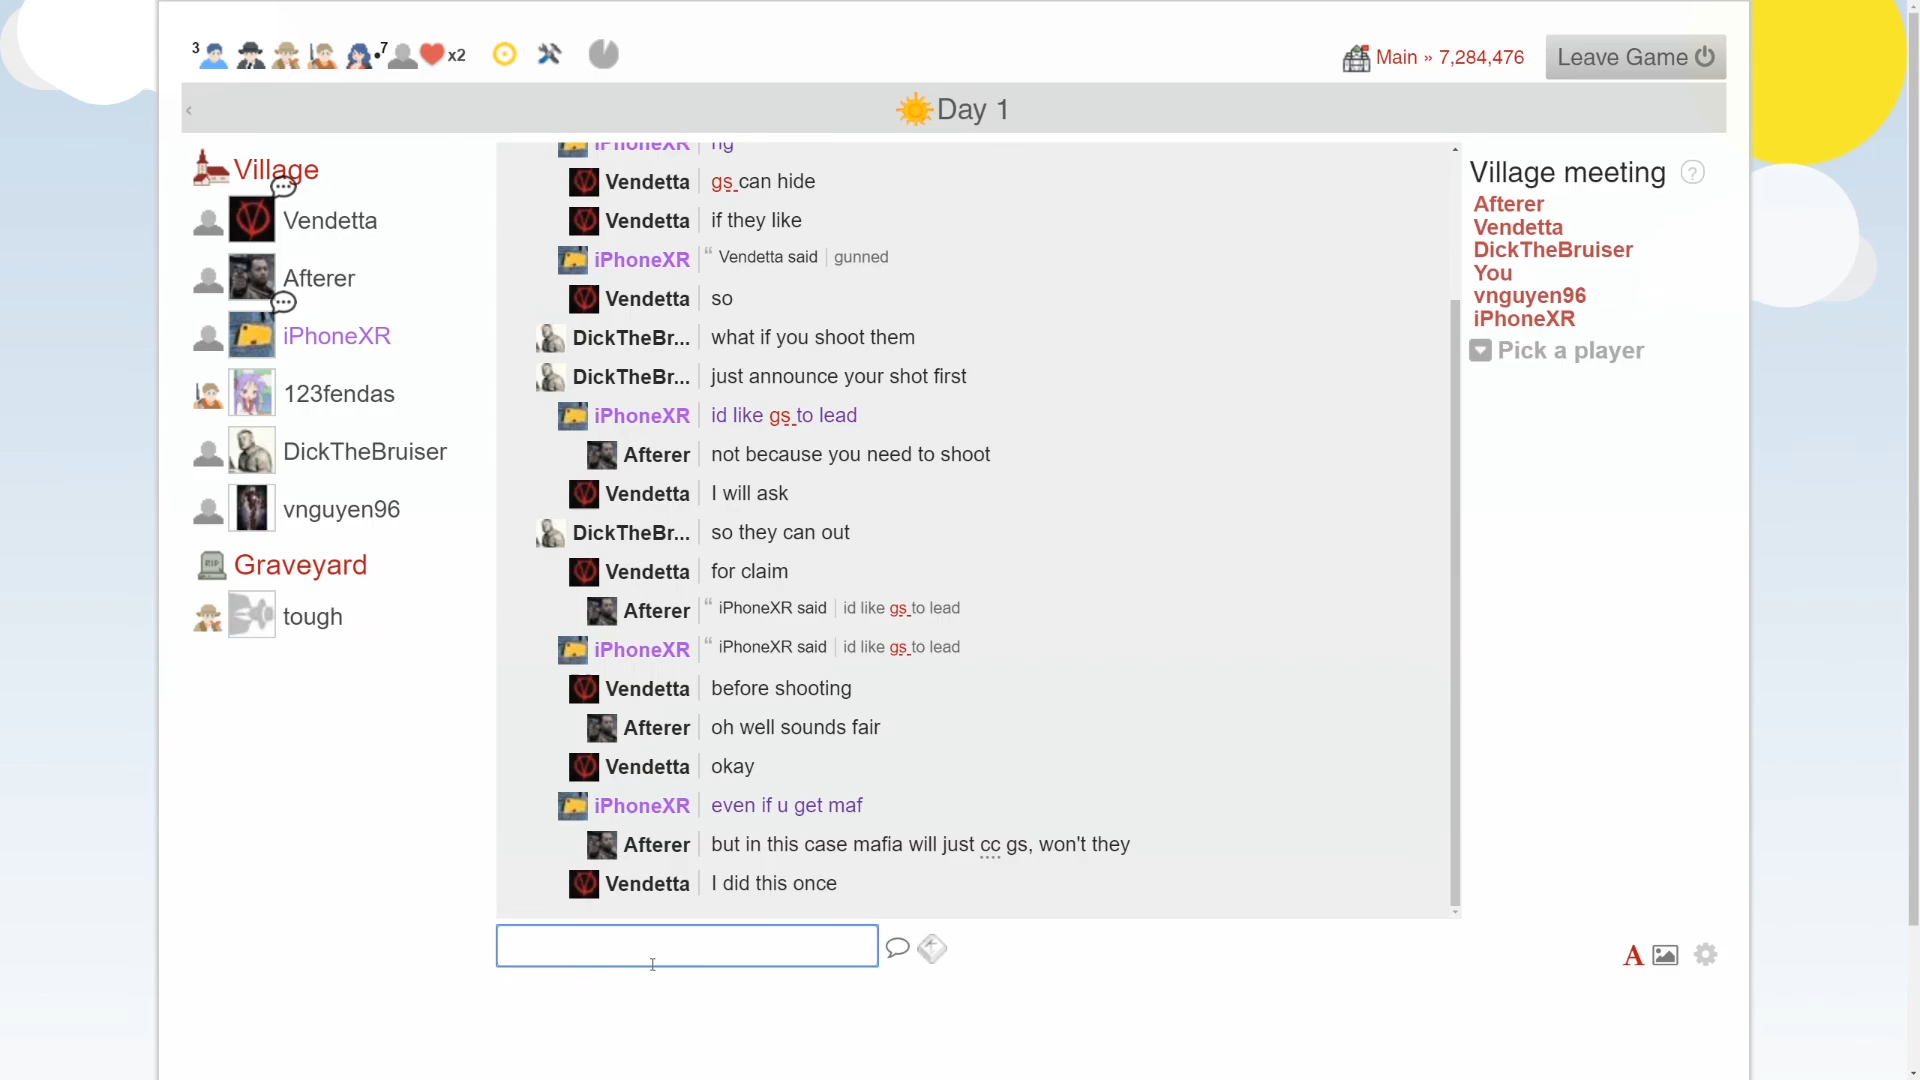 3
7
x2
Main » 7,284,476
Leave Game
‹
Day 1
Village
Vendetta
Afterer
iPhoneXR
123fendas
DickTheBruiser
vnguyen96
Graveyard
RIP
tough
iPhoneXR
Vendetta gs can hide
Vendetta if they like
iPhoneXR “ Vendetta said gunned
Vendetta so
DickTheBr... what if you shoot them
DickTheBr... just announce your shot first
iPhoneXR id like gs to lead
Afterer not because you need to shoot
Vendetta I will ask
DickTheBr... so they can out
Vendetta for claim
Afterer “ iPhoneXR said id like gs to lead
iPhoneXR “ iPhoneXR said id like gs to lead
Vendetta before shooting
Afterer oh well sounds fair
Vendetta okay
iPhoneXR even if u get maf
Afterer but in this case mafia will just cc gs, won't they
Vendetta I did this once
Village meeting ?
Afterer
Vendetta
DickTheBruiser
You
vnguyen96
iPhoneXR
Pick a player
A